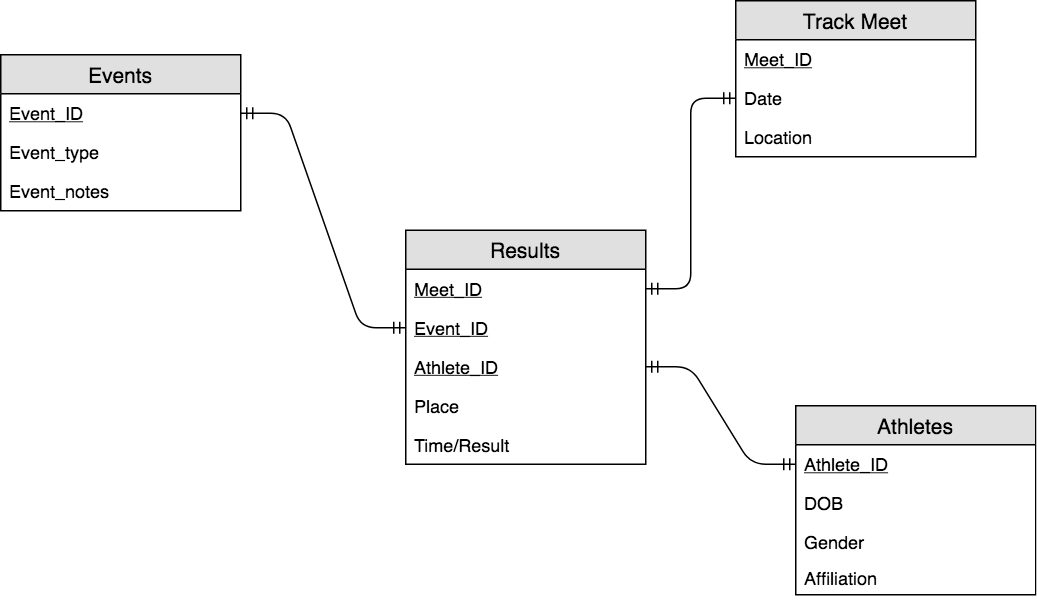 Track Meet
Meet_ID
Date
Location
Events
Event_ID
Event_type
Event_notes
Results
Meet_ID
Event_ID
Athlete_ID
Place
Time/Result
Athletes
Athlete_ID
DOB
Gender
Affiliation